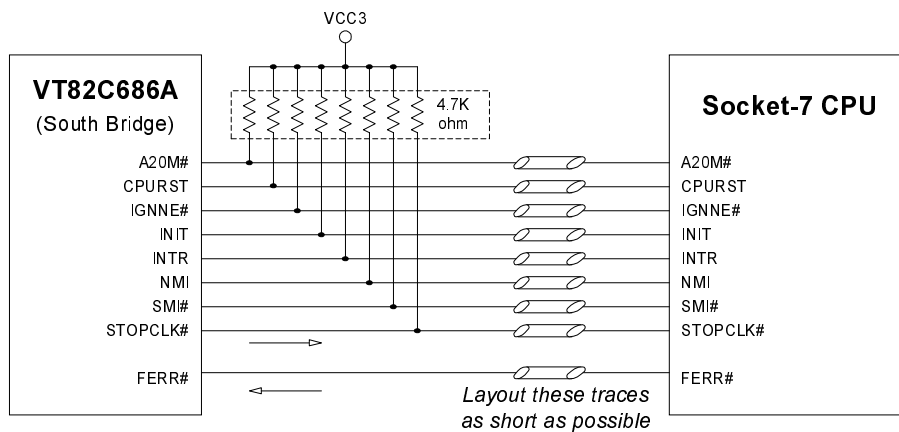 VCC3
VT82C686A
(South Bridge)
4.7K
ohm
Socket-7 CPU
A20M#
A20M#
CPURST
CPURST
IGNNE#
IGNNE#
INIT
INIT
INTR
INTR
NMI
NMI
SMI#
SMI#
STOPCLK#
STOPCLK#
FERR#
FERR#
Layout these traces
as short as possible